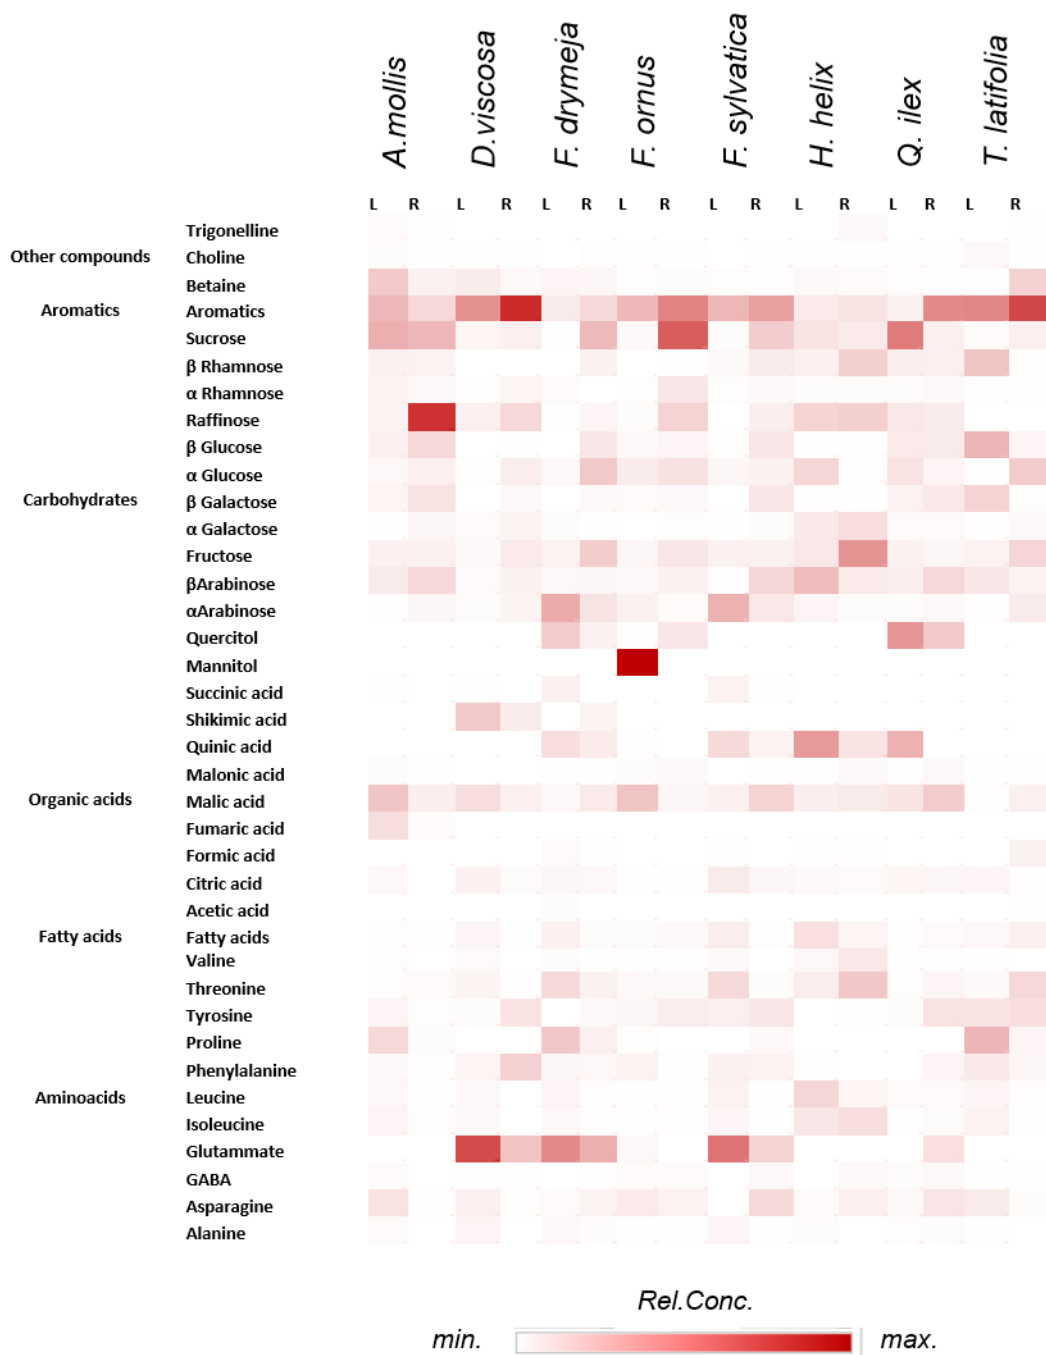 A.mollis D.viscosa F. drymeja F. ornus F. sylvatica H. helix Q. ilex T. latifolia
L R L R L R L R L R L R L R L R
Trigonelline
Other compounds Choline
Betaine
Aromatics Aromatics
Sucrose
β Rhamnose
α Rhamnose
Raffinose
β Glucose
α Glucose
Carbohydrates β Galactose
α Galactose
Fructose
βArabinose
αArabinose
Quercitol
Mannitol
Succinic acid
Shikimic acid
Quinic acid
Malonic acid
Organic acids Malic acid
Fumaric acid
Formic acid
Citric acid
Acetic acid
Fatty acids Fatty acids
Valine
Threonine
Tyrosine
Proline
Phenylalanine
Aminoacids Leucine
Isoleucine
Glutammate
GABA
Asparagine
Alanine
Rel.Conc.
min. max.